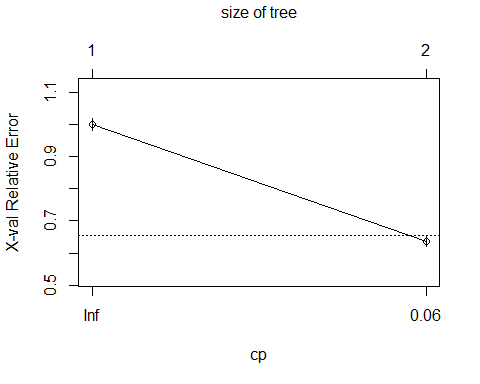 size of tree
1 2
X-val Relative Error
1.1
0.9
0.7
0.5
Inf 0.06
cp